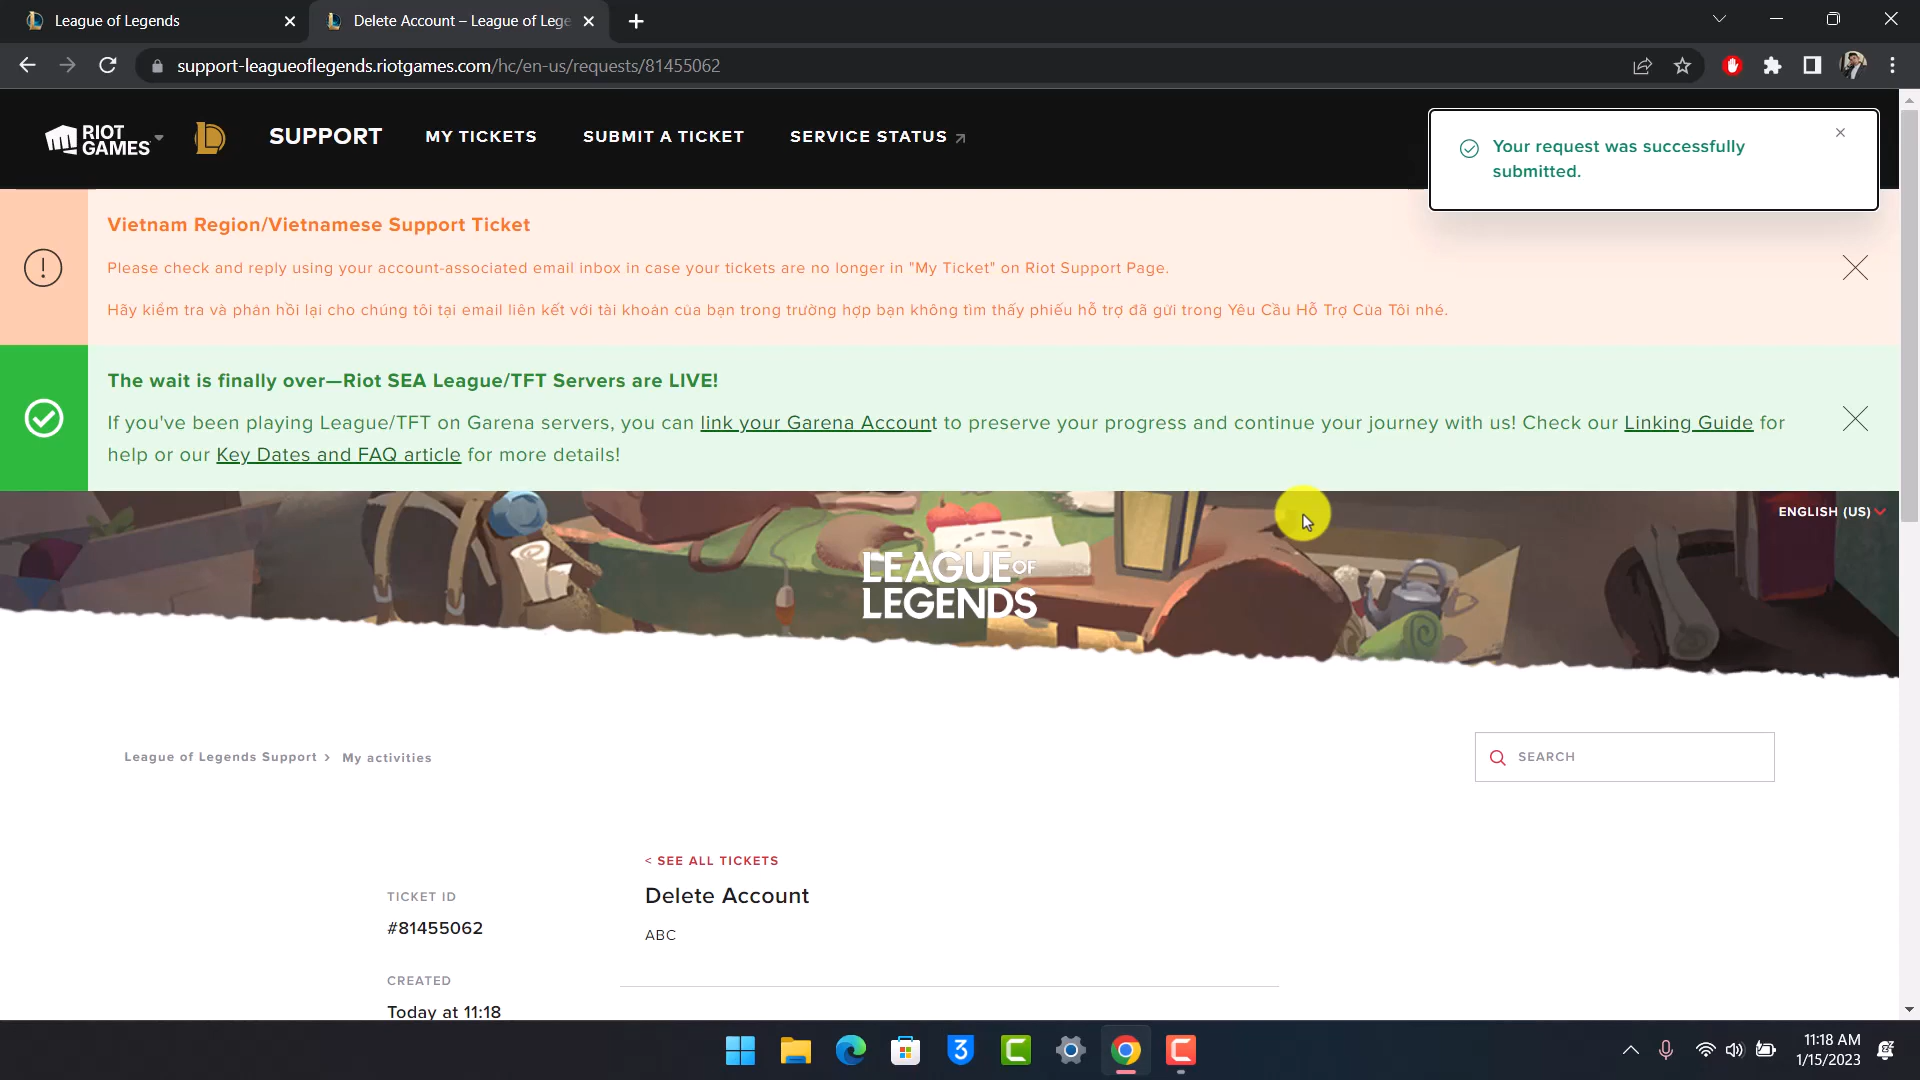 League of Legends
Delete Account – League of Lege
support-leagueoflegends.riotgames.com/hc/en-us/requests/81455062
RIOT GAMES
SUPPORT
MY TICKETS
SUBMIT A TICKET
SERVICE STATUS
Your request was successfully
submitted.
Vietnam Region/Vietnamese Support Ticket
Please check and reply using your account-associated email inbox in case your tickets are no longer in "My Ticket" on Riot Support Page.
Hãy kiểm tra và phản hồi lại cho chúng tôi tại email liên kết với tài khoản của bạn trong trường hợp bạn không tìm thấy phiếu hỗ trợ đã gửi trong Yêu Cầu Hỗ Trợ Của Tôi nhé.
The wait is finally over—Riot SEA League/TFT Servers are LIVE!
If you've been playing League/TFT on Garena servers, you can link your Garena Account to preserve your progress and continue your journey with us! Check our Linking Guide for
help or our Key Dates and FAQ article for more details!
ENGLISH (US)
LEAGUE OF
LEGENDS
League of Legends Support > My activities
SEARCH
< SEE ALL TICKETS
TICKET ID
Delete Account
#81455062
ABC
CREATED
Today at 11:18
3
11:18 AM
1/15/2023